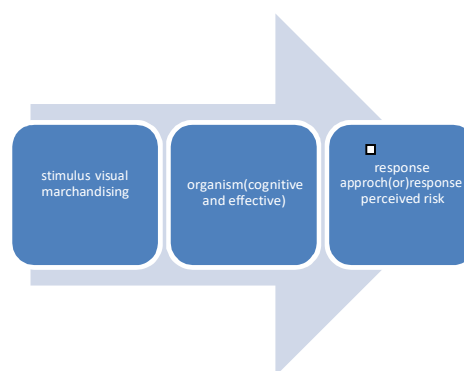 stimulus visual
marchandising
organism(cognitive
and effective)
response
approch(or)response
perceived risk